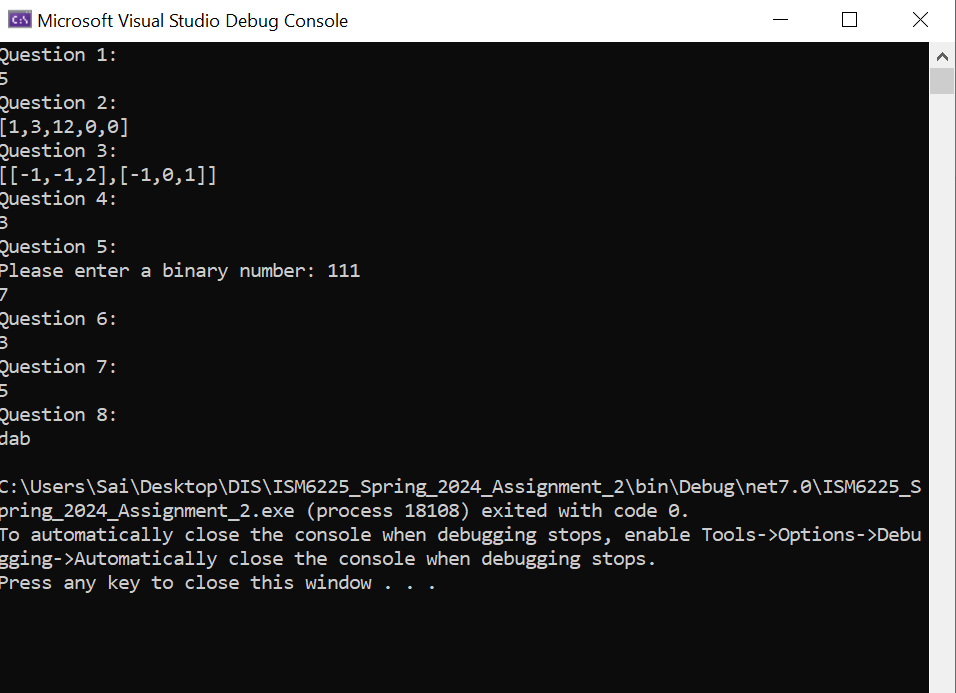 Microsoft Visual Studio Debug Console
Question 1:
5
Question 2:
[1,3,12,0,0]
Question 3:
[[-1,-1,2],[-1,0,1]]
Question 4:
3
Question 5:
Please enter a binary number: 111
7
Question 6:
3
Question 7:
5
Question 8:
dab
C:\Users\Sai\Desktop\DIS\ISM6225_Spring_2024_Assignment_2\bin\Debug\net7.0\ISM6225_S
pring_2024_Assignment_2.exe (process 18108) exited with code 0.
To automatically close the console when debugging stops, enable Tools->Options->Debu
gging->Automatically close the console when debugging stops.
Press any key to close this window . . .